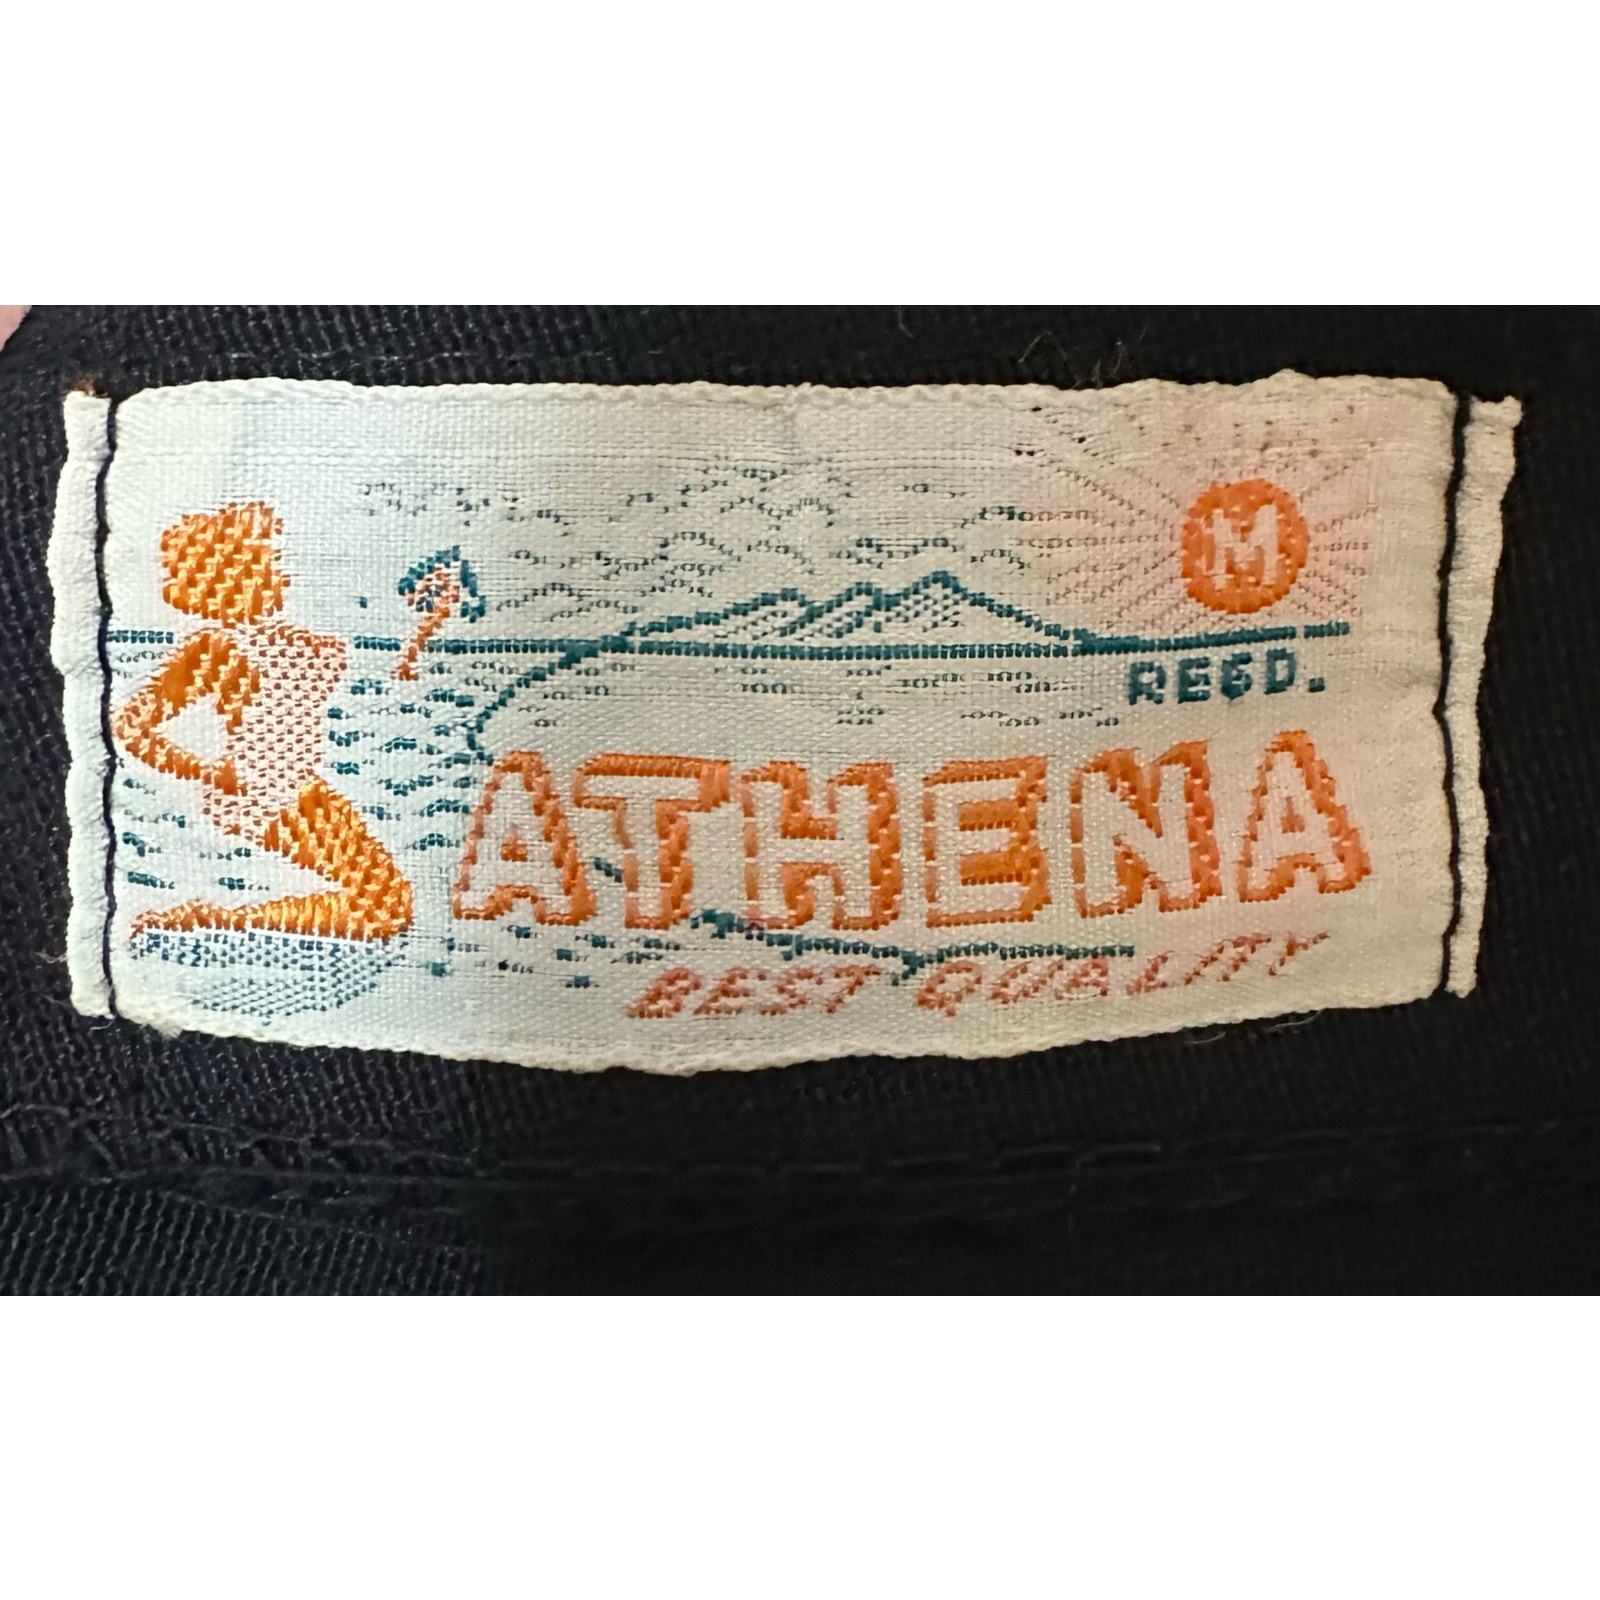 M
REGD.
ATHENA
BEST QUALITY